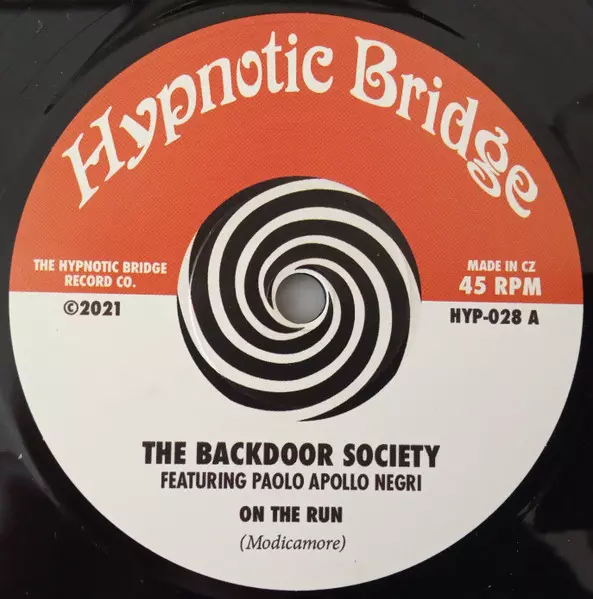 Hypnotic Bridge
THE HYPNOTIC BRIDGE
RECORD CO.
©2021
MADE IN CZ
45 RPM
HYP-028 A
THE BACKDOOR SOCIETY
FEATURING PAOLO APOLLO NEGRI
ON THE RUN
(Modicamore)